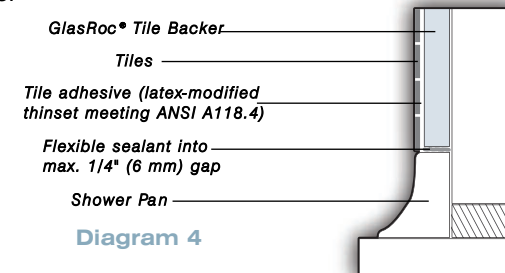 GlasRoc® Tile Backer
Tiles
Tile adhesive (latex-modified
thinset meeting ANSI A118.4)
Flexible sealant into
max. 1/4" (6 mm) gap
Shower Pan
Diagram 4